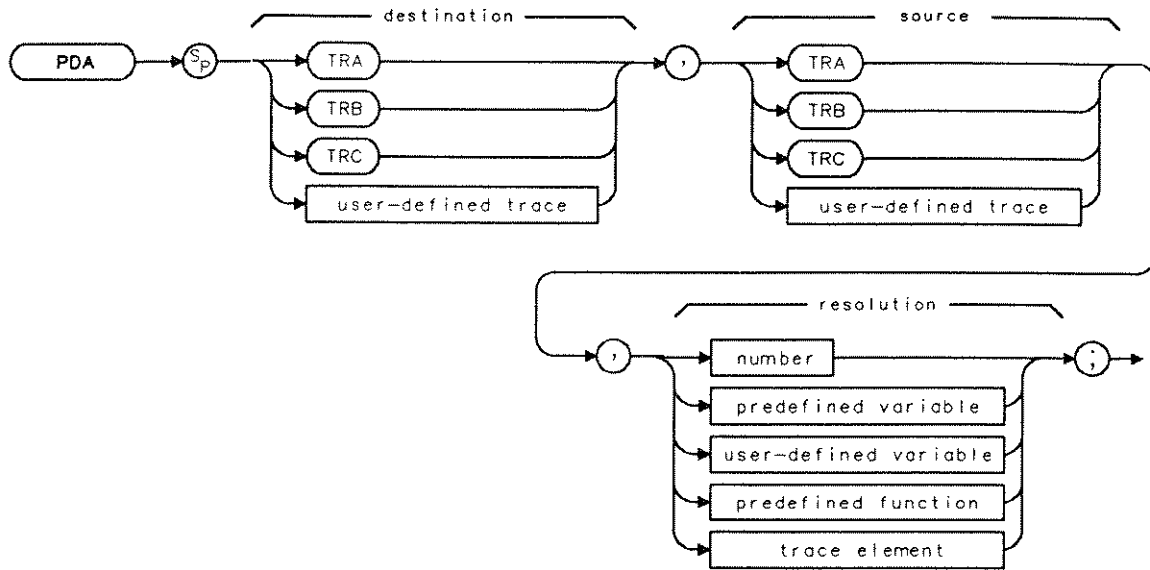 destination
source
PDA
Sp
TRA
,
TRA
TRB
TRB
TRC
TRC
user-defined trace
user-defined trace
resolution
,
number
;
predefined variable
user-defined variable
predefined function
trace element